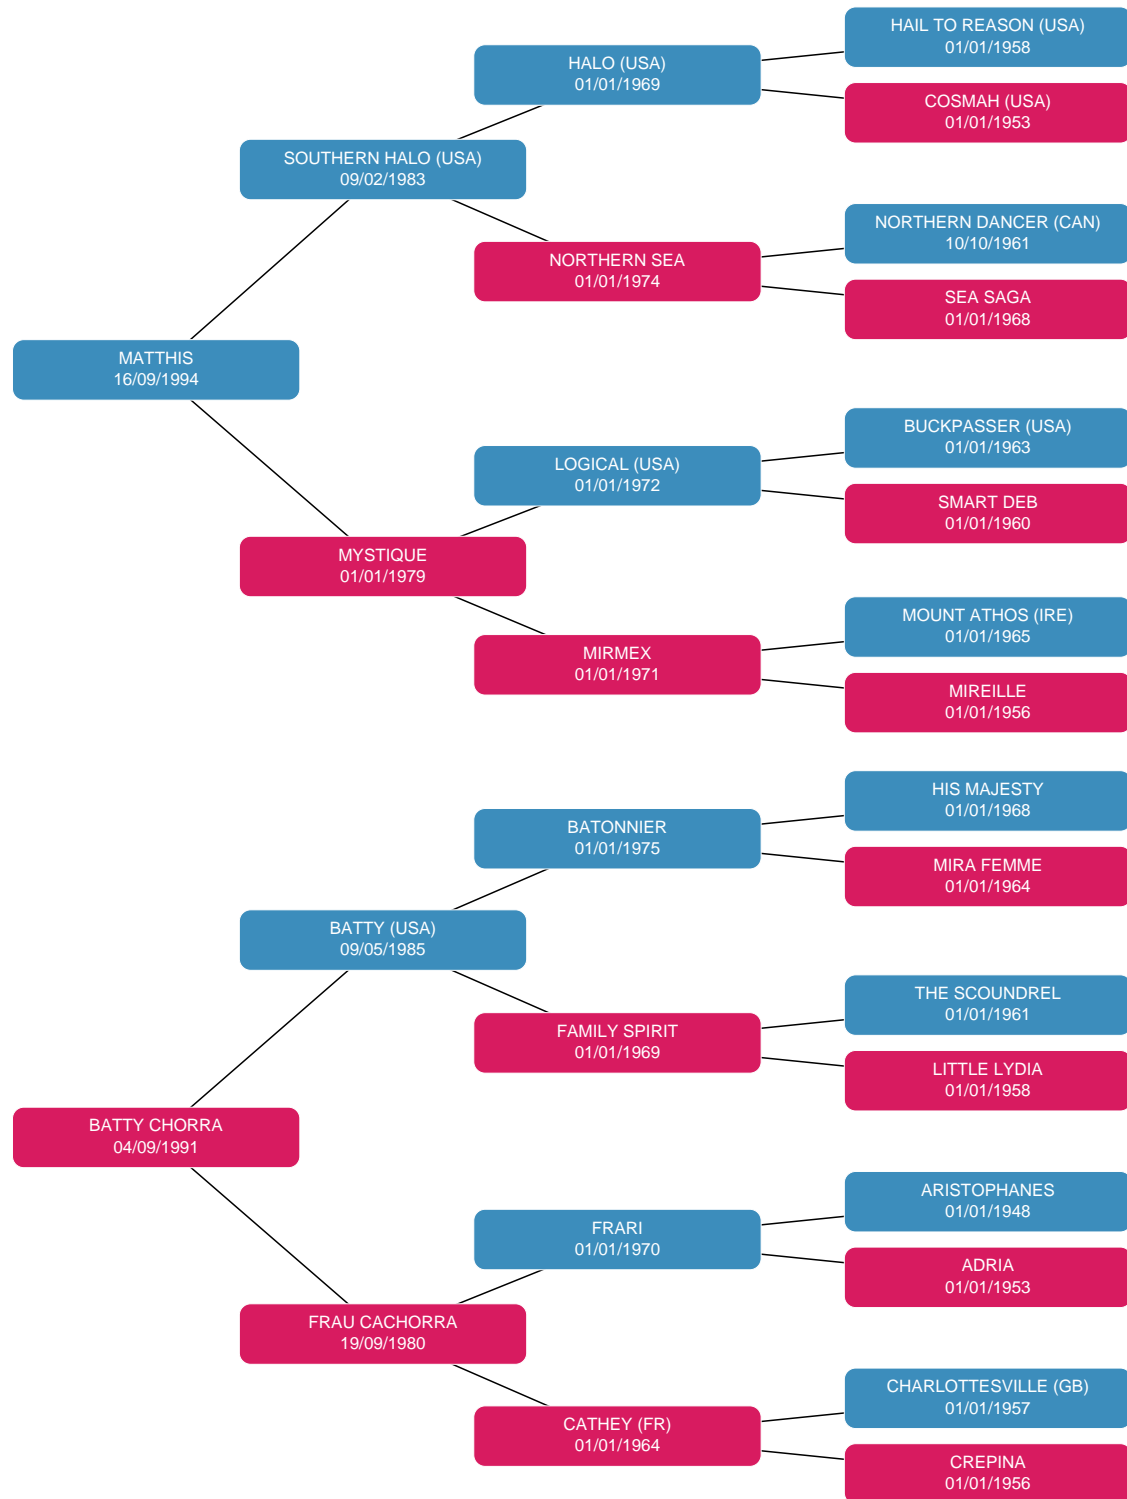 HAIL TO REASON (USA)
01/01/1958
HALO (USA)
01/01/1969
COSMAH (USA)
01/01/1953
SOUTHERN HALO (USA)
09/02/1983
NORTHERN DANCER (CAN)
10/10/1961
NORTHERN SEA
01/01/1974
SEA SAGA
01/01/1968
MATTHIS
16/09/1994
BUCKPASSER (USA)
01/01/1963
LOGICAL (USA)
01/01/1972
SMART DEB
01/01/1960
MYSTIQUE
01/01/1979
MOUNT ATHOS (IRE)
01/01/1965
MIRMEX
01/01/1971
MIREILLE
01/01/1956
HIS MAJESTY
01/01/1968
BATONNIER
01/01/1975
MIRA FEMME
01/01/1964
BATTY (USA)
09/05/1985
THE SCOUNDREL
01/01/1961
FAMILY SPIRIT
01/01/1969
LITTLE LYDIA
01/01/1958
BATTY CHORRA
04/09/1991
ARISTOPHANES
01/01/1948
FRARI
01/01/1970
ADRIA
01/01/1953
FRAU CACHORRA
19/09/1980
CHARLOTTESVILLE (GB)
01/01/1957
CATHEY (FR)
01/01/1964
CREPINA
01/01/1956